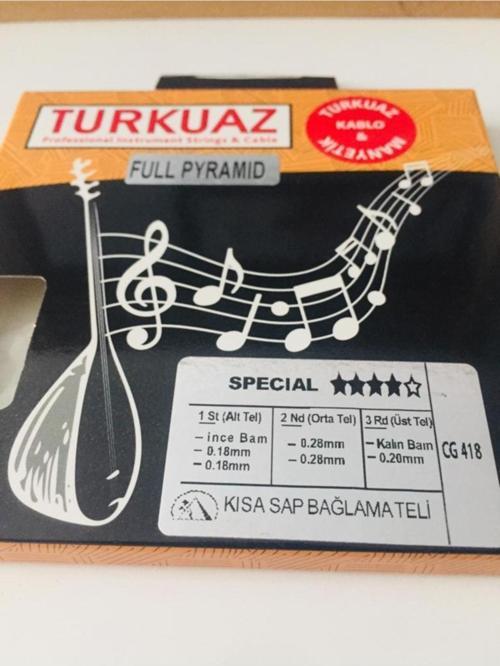 TURKUAZ
Professional Instrument Strings & Cable
TURKUAZ
KABLO
&
MANYETİK
FULL PYRAMID
SPECIAL
1 St (Alt Tel)
– ince Bam
– 0.18mm
– 0.18mm
2 Nd (Orta Tel)
– 0.28mm
– 0.28mm
3 Rd (Üst Tel)
– Kalın Bam
– 0.20mm
CG 418
KISA SAP BAĞLAMA TELİ